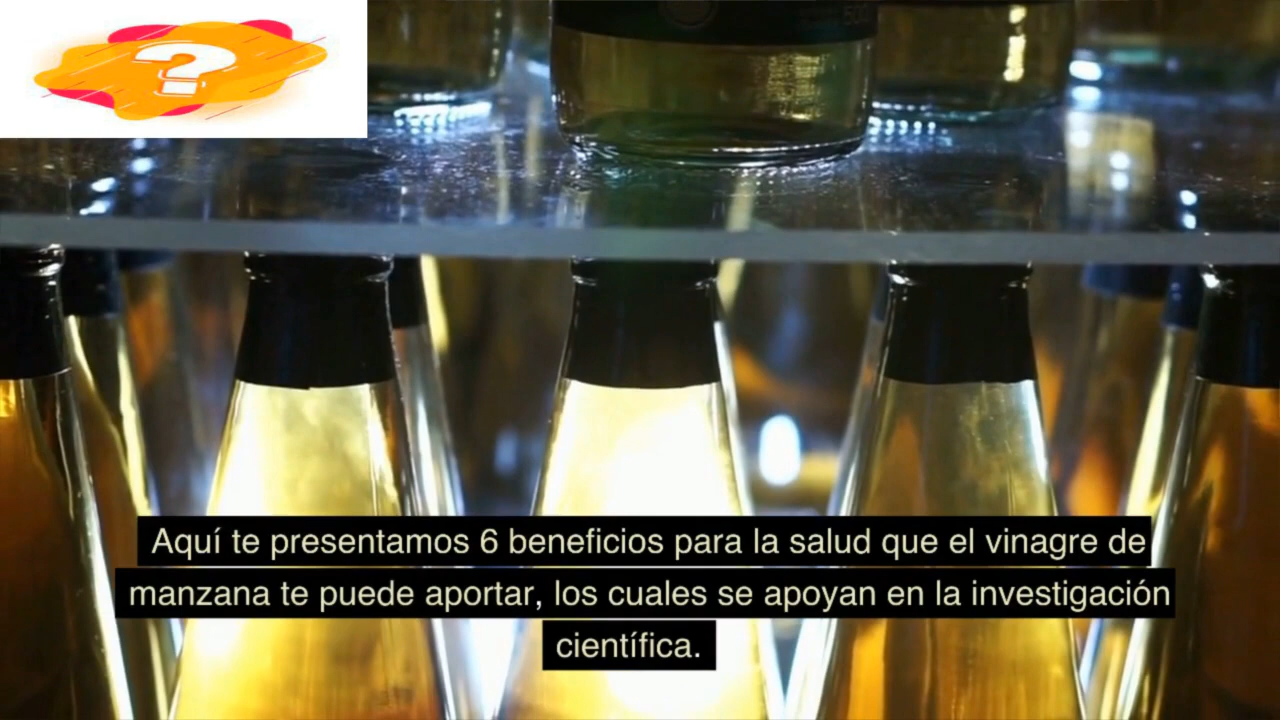 ?
500
Aquí te presentamos 6 beneficios para la salud que el vinagre de
manzana te puede aportar, los cuales se apoyan en la investigación
científica.